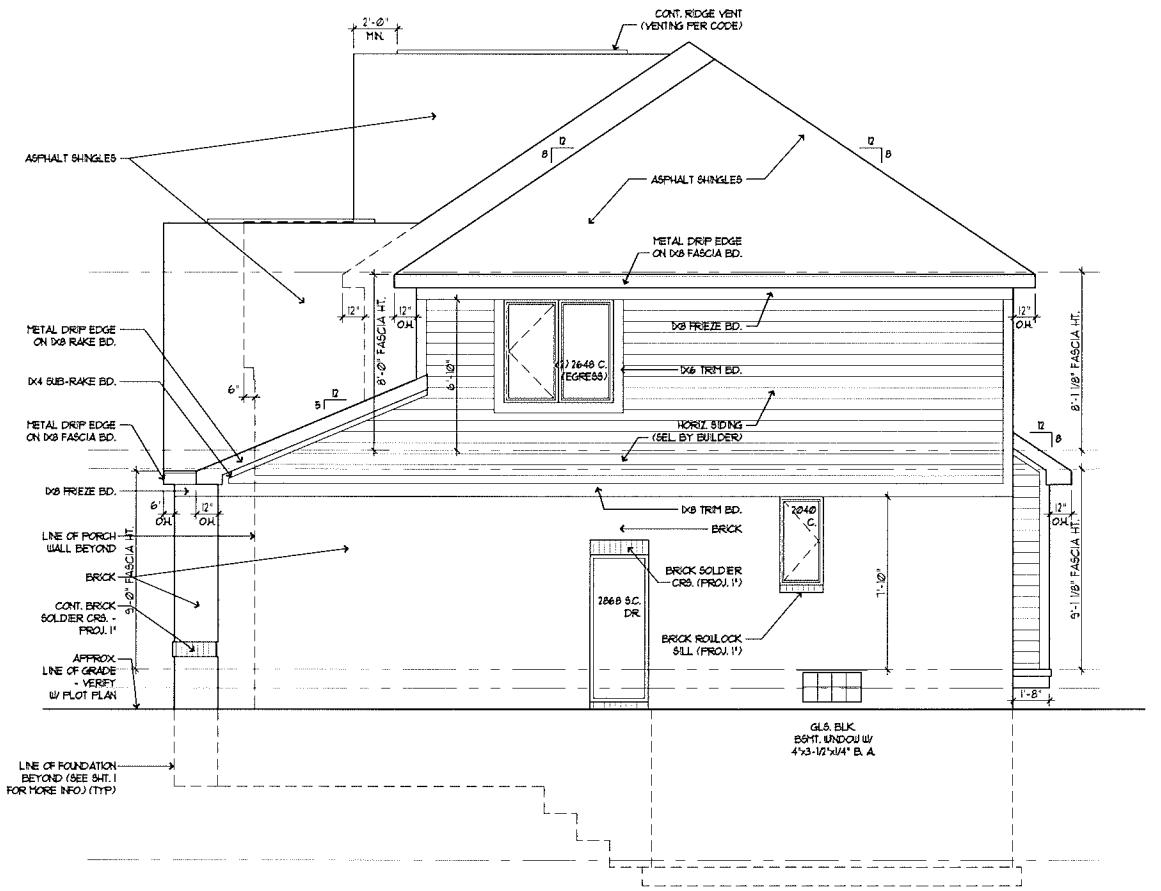 2'-0"
MIN.
CONT. RIDGE VENT
(VENTING PER CODE)
ASPHALT SHINGLES
12
8
12
8
ASPHALT SHINGLES
METAL DRIP EDGE
ON 1X8 FASCIA BD.
12"
12"
O.H.
12"
O.H.
METAL DRIP EDGE
ON 1X8 RAKE BD.
8'-0" FASCIA HT.
6'-10"
1X8 FRIEZE BD.
8'-1 1/8" FASCIA HT.
(2) 2648 C.
(EGRESS)
1X6 TRIM BD.
1X4 SUB-RAKE BD.
6"
12
5
METAL DRIP EDGE
ON 1X8 FASCIA BD.
HORIZ. SIDING
(SEL. BY BUILDER)
12
8
1X8 FRIEZE BD.
6"
O.H.
12"
O.H.
1X8 TRIM BD.
2040
C.
12"
O.H.
LINE OF PORCH
WALL BEYOND
BRICK
9'-0" FASCIA HT.
BRICK
BRICK SOLDIER
CRS. (PROJ. 1")
7'-10"
9'-1 1/8" FASCIA HT.
2868 S.C.
DR.
CONT. BRICK
SOLDIER CRS. -
PROJ. 1"
BRICK ROWLOCK
SILL (PROJ. 1")
APPROX.
LINE OF GRADE
- VERIFY
W/ PLOT PLAN
1'-8"
GLS. BLK.
BSMT. WINDOW W/
4"x3-1/2"x1/4" B. A.
LINE OF FOUNDATION
BEYOND (SEE SHT. 1
FOR MORE INFO.) (TYP)